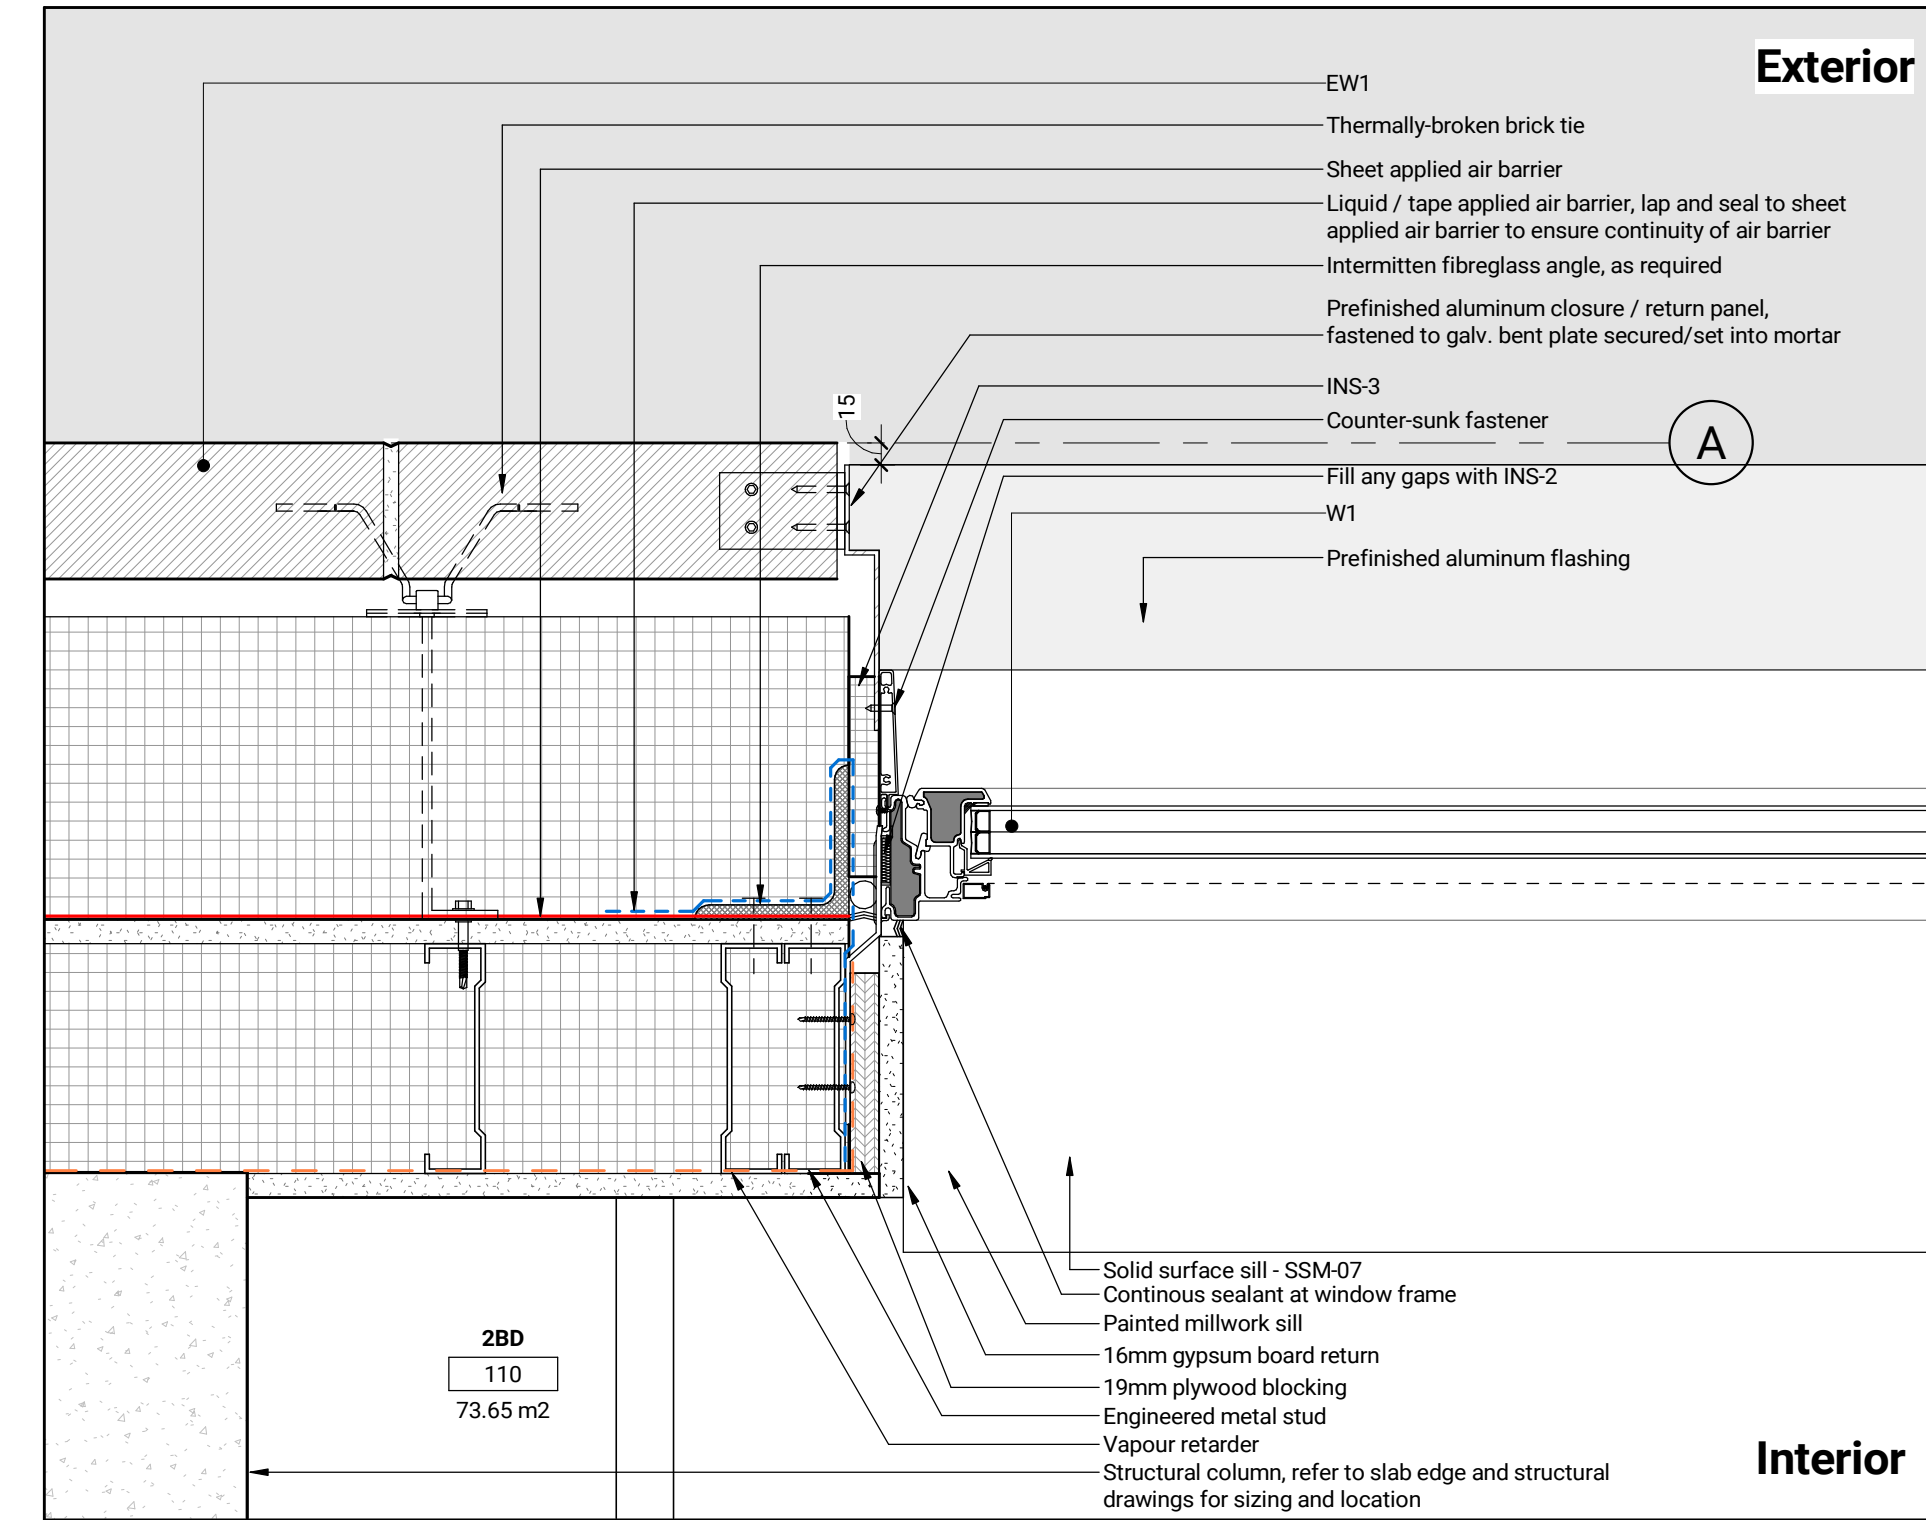 Exterior
EW1
Thermally-broken brick tie
Sheet applied air barrier
Liquid / tape applied air barrier, lap and seal to sheet
applied air barrier to ensure continuity of air barrier
Intermitten fibreglass angle, as required
Prefinished aluminum closure / return panel,
fastened to galv. bent plate secured/set into mortar
INS-3
Counter-sunk fastener
15
A
Fill any gaps with INS-2
W1
Prefinished aluminum flashing
Solid surface sill - SSM-07
Continous sealant at window frame
Painted millwork sill
16mm gypsum board return
19mm plywood blocking
Engineered metal stud
Vapour retarder
Structural column, refer to slab edge and structural
drawings for sizing and location
2BD
110
73.65 m2
Interior